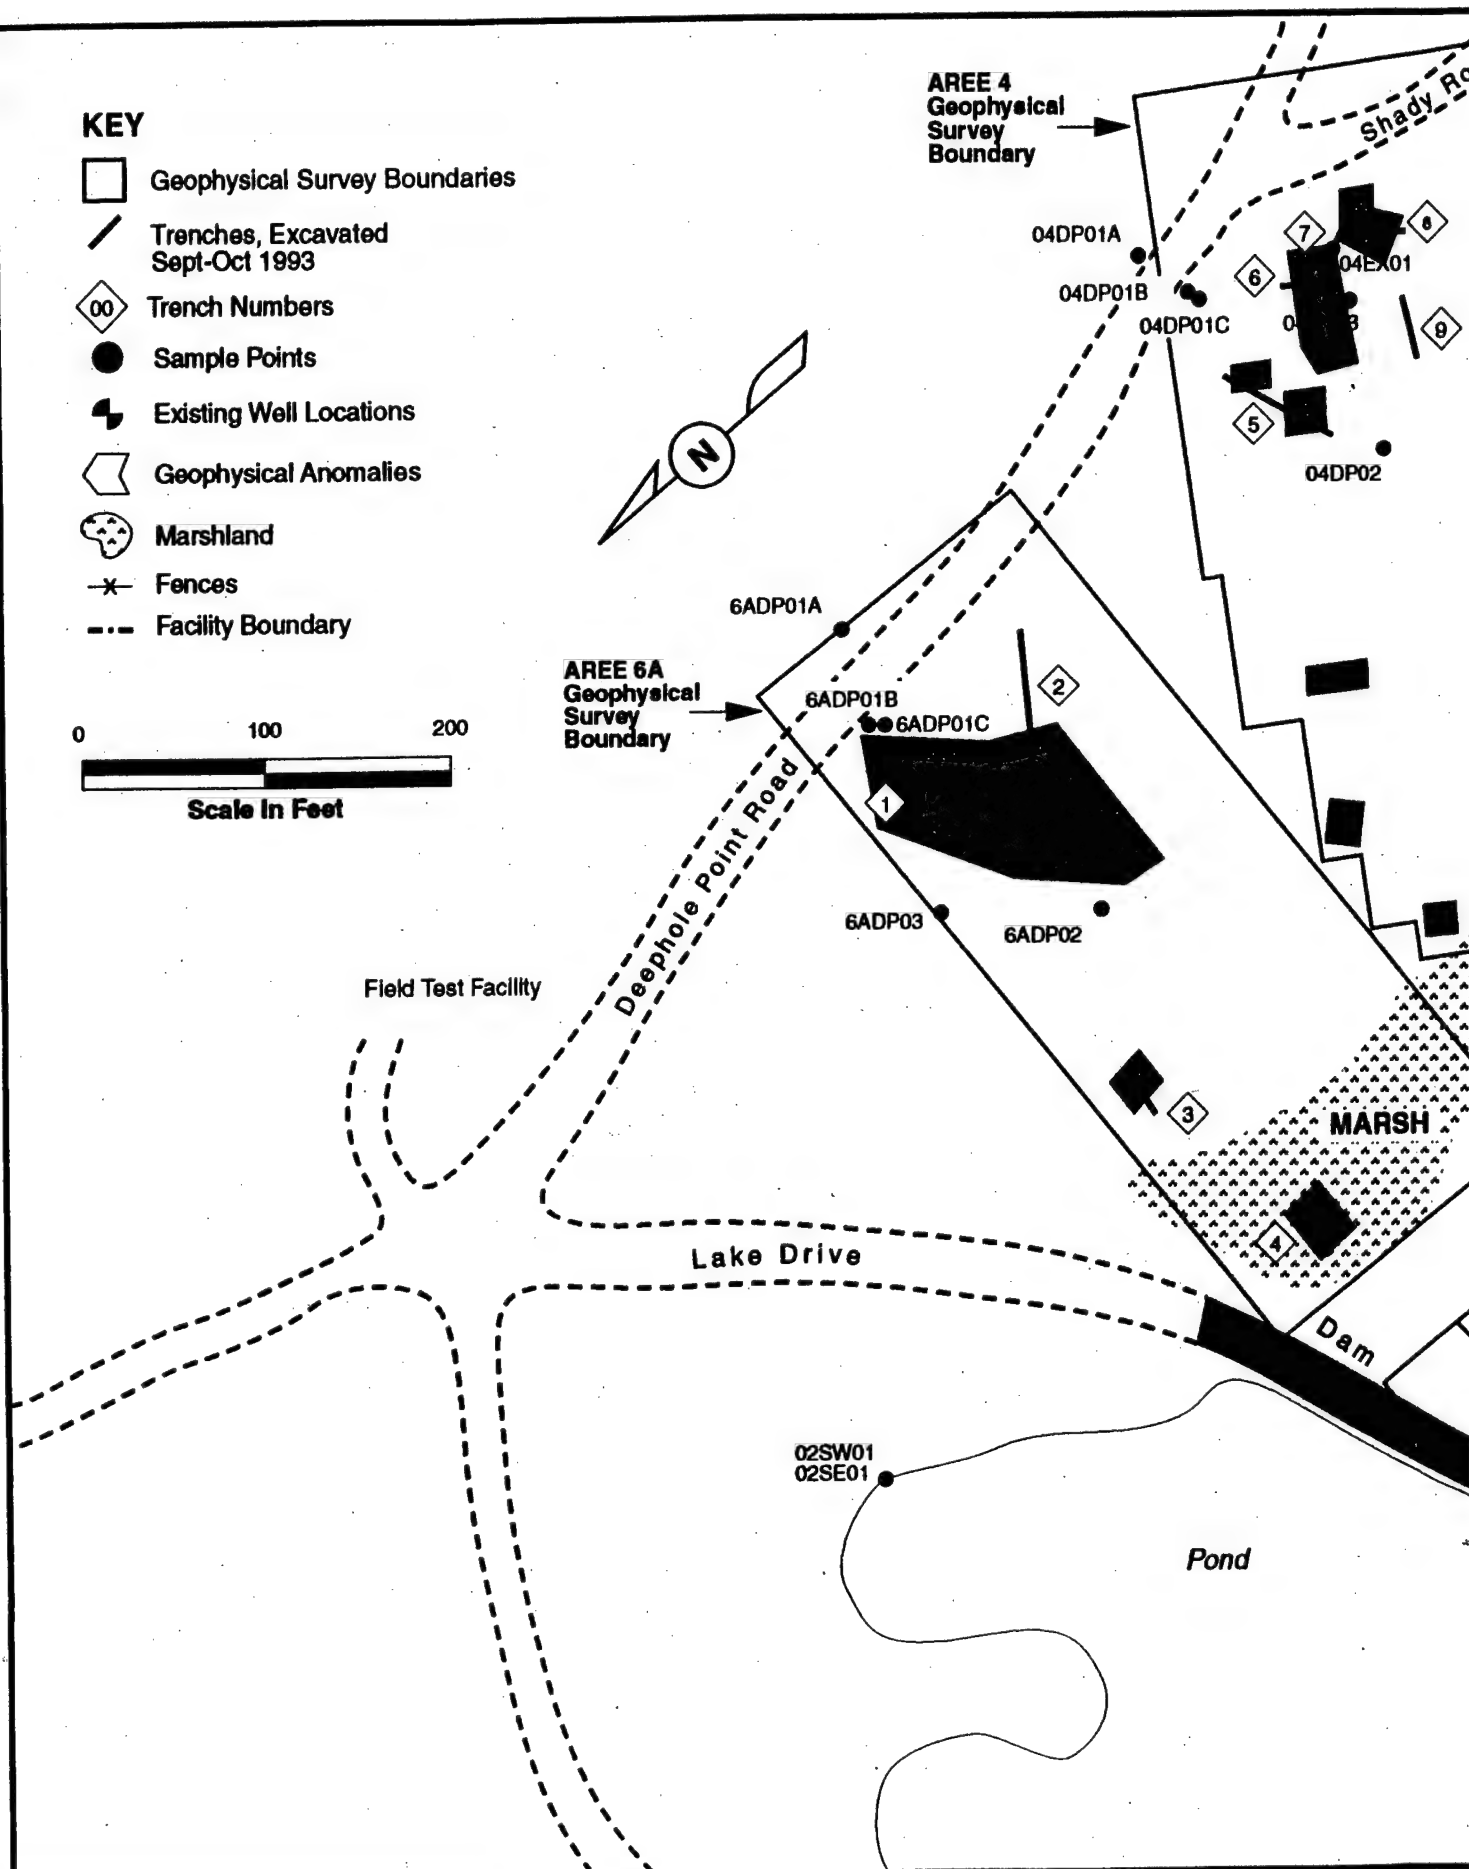 KEY
Geophysical Survey Boundaries
Trenches, Excavated
Sept-Oct 1993
00
Trench Numbers
Sample Points
Existing Well Locations
Geophysical Anomalies
Marshland
Fences
Facility Boundary
0 100 200
Scale In Feet
N
AREE 4
Geophysical
Survey
Boundary
Shady
04DP01A
04DP01B
04DP01C
7
8
6
04EX01
9
5
04DP02
6ADP01A
AREE 6A
Geophysical
Survey
Boundary
2
6ADP01B
6ADP01C
1
Deephole Point Road
6ADP03
6ADP02
Field Test Facility
3
MARSH
4
Lake Drive
Dam
02SW01
02SE01
Pond